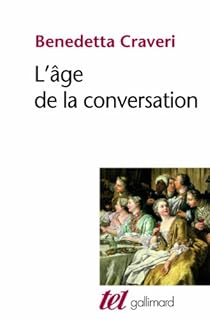 Benedetta Craveri
L'âge
de la conversation
tel gallimard